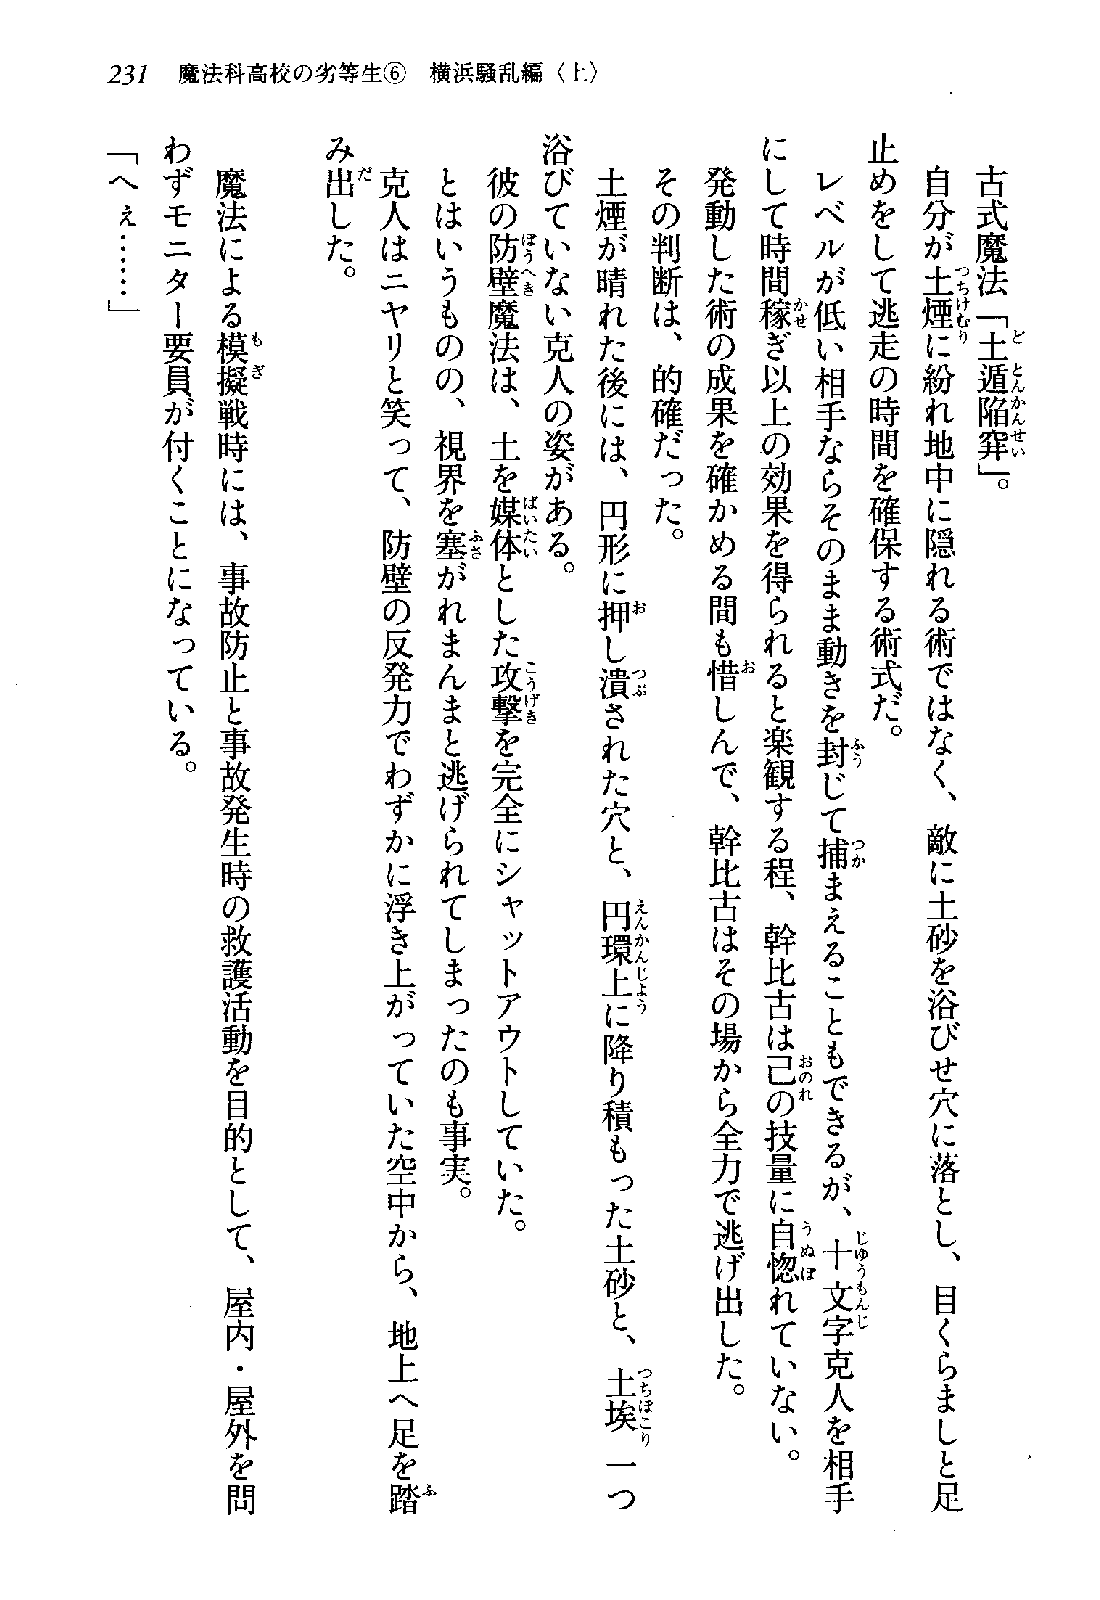 231　魔法科高校の劣等生⑥　横浜騒乱編〈上〉
古式魔法「土遁陥穽」。
自分が土煙に紛れ地中に隠れる術ではなく、敵に土砂を浴びせ穴に落とし、目くらましと足
止めをして逃走の時間を確保する術式だ。
レベルが低い相手ならそのまま動きを封じて捕まえることもできるが、十文字克人を相手
にして時間稼ぎ以上の効果を得られると楽観する程、幹比古は己の技量に自惚れていない。
発動した術の成果を確かめる間も惜しんで、幹比古はその場から全力で逃げ出した。
その判断は、的確だった。
土煙が晴れた後には、円形に押し潰された穴と、円環上に降り積もった土砂と、土埃一つ
浴びていない克人の姿がある。
彼の防壁魔法は、土を媒体とした攻撃を完全にシャットアウトしていた。
とはいうものの、視界を塞がれまんまと逃げられてしまったのも事実。
克人はニヤリと笑って、防壁の反発力でわずかに浮き上がっていた空中から、地上へ足を踏
み出した。
魔法による模擬戦時には、事故防止と事故発生時の救護活動を目的として、屋内・屋外を問
わずモニター要員が付くことになっている。
「へぇ……」